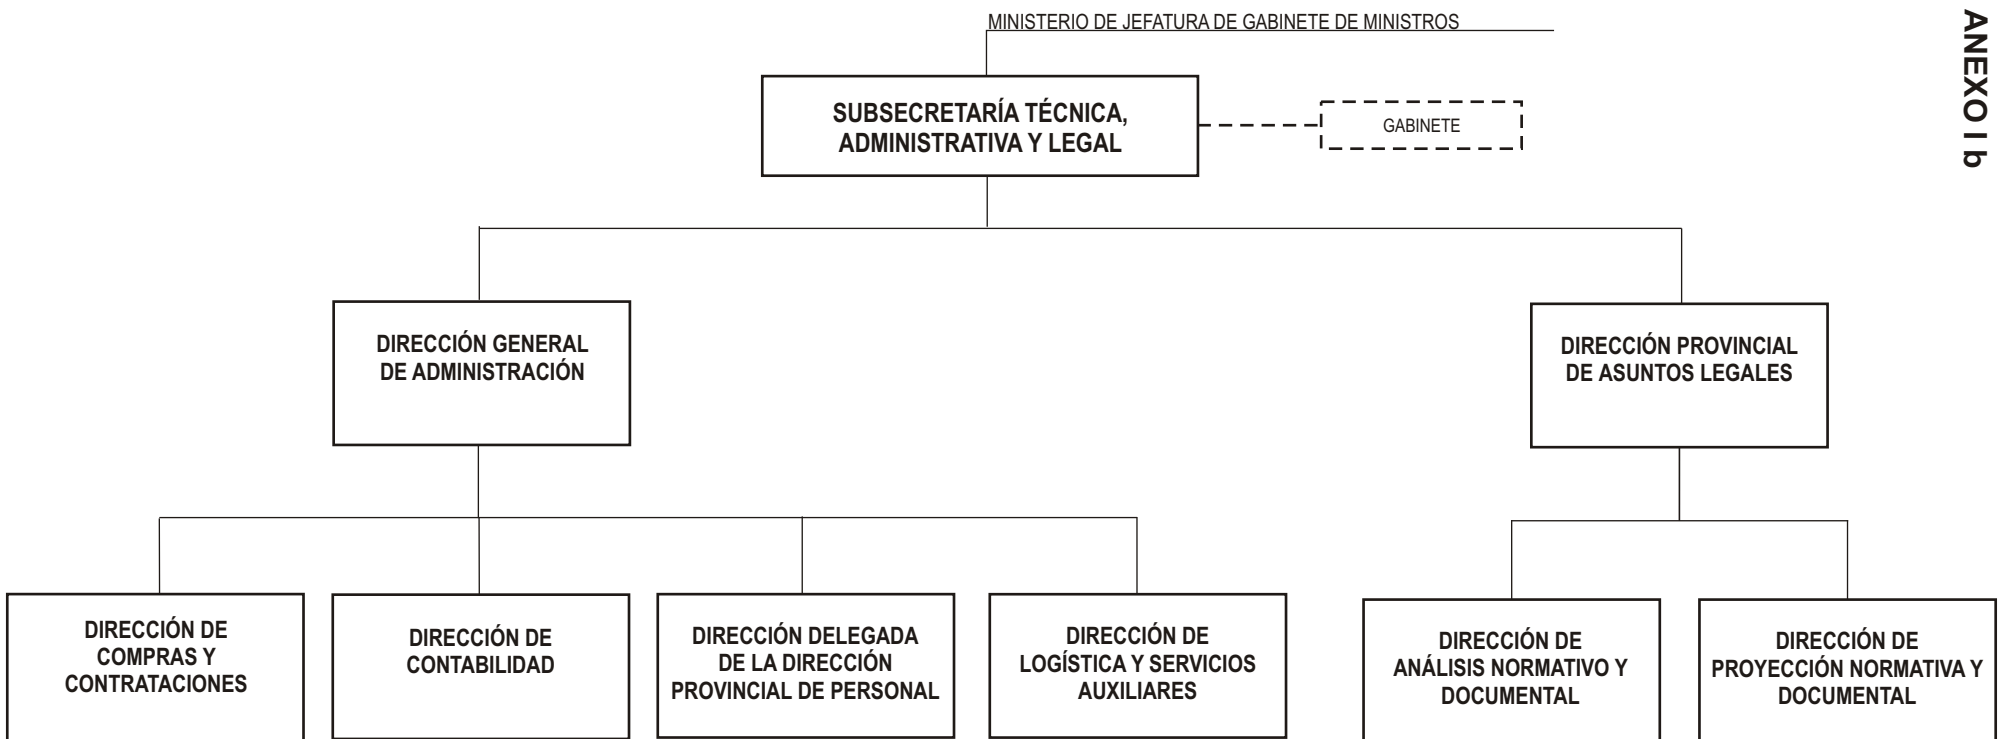 MINISTERIO DE JEFATURA DE GABINETE DE MINISTROS
ANEXO I b
SUBSECRETARÍA TÉCNICA,
ADMINISTRATIVA Y LEGAL
GABINETE
DIRECCIÓN GENERAL
DE ADMINISTRACIÓN
DIRECCIÓN PROVINCIAL
DE ASUNTOS LEGALES
DIRECCIÓN DE
COMPRAS Y
CONTRATACIONES
DIRECCIÓN DE
CONTABILIDAD
DIRECCIÓN DELEGADA
DE LA DIRECCIÓN
PROVINCIAL DE PERSONAL
DIRECCIÓN DE
LOGÍSTICA Y SERVICIOS
AUXILIARES
DIRECCIÓN DE
ANÁLISIS NORMATIVO Y
DOCUMENTAL
DIRECCIÓN DE
PROYECCIÓN NORMATIVA Y
DOCUMENTAL